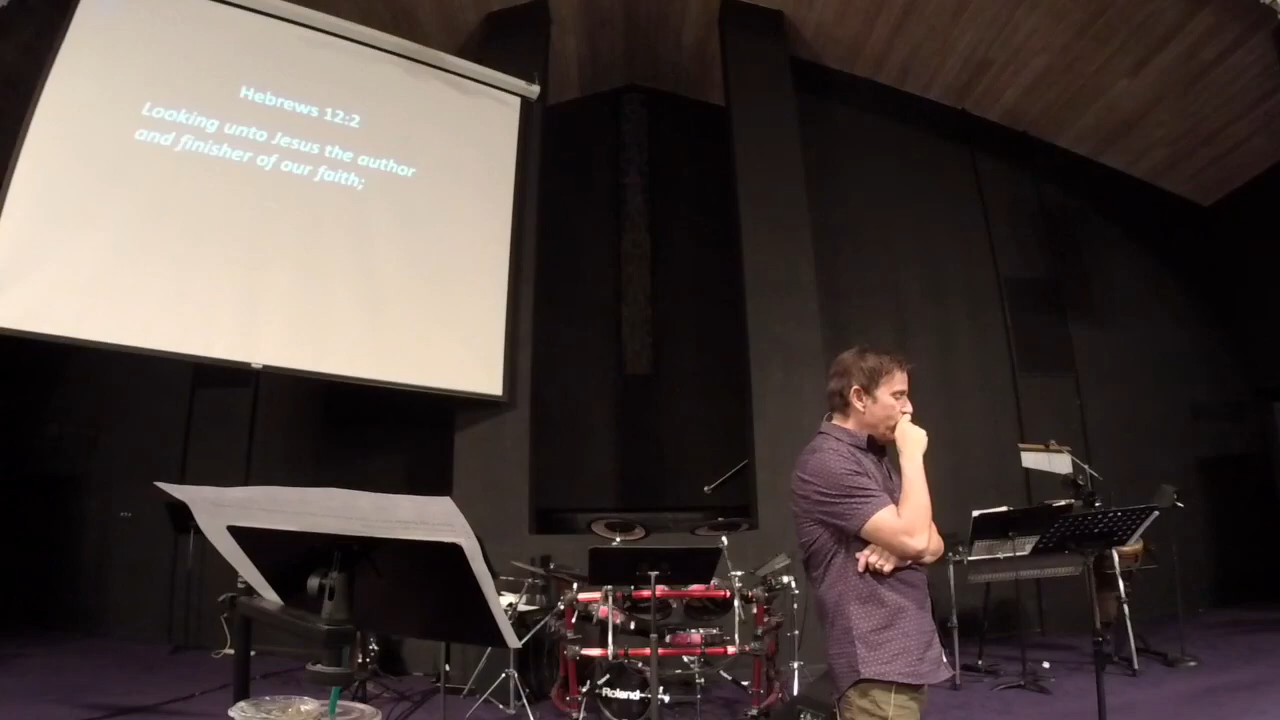 Hebrews 12:2
Looking unto Jesus the author
and finisher of our faith;
Roland